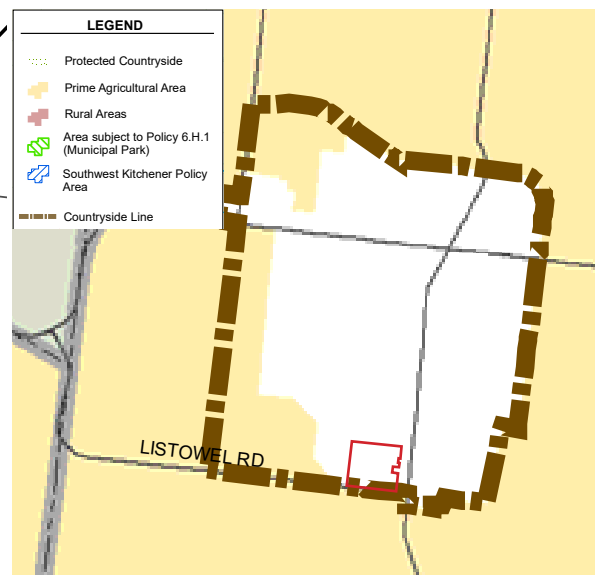 LEGEND
Protected Countryside
Prime Agricultural Area
Rural Areas
Area subject to Policy 6.H.1
(Municipal Park)
Southwest Kitchener Policy
Area
Countryside Line
LISTOWEL RD